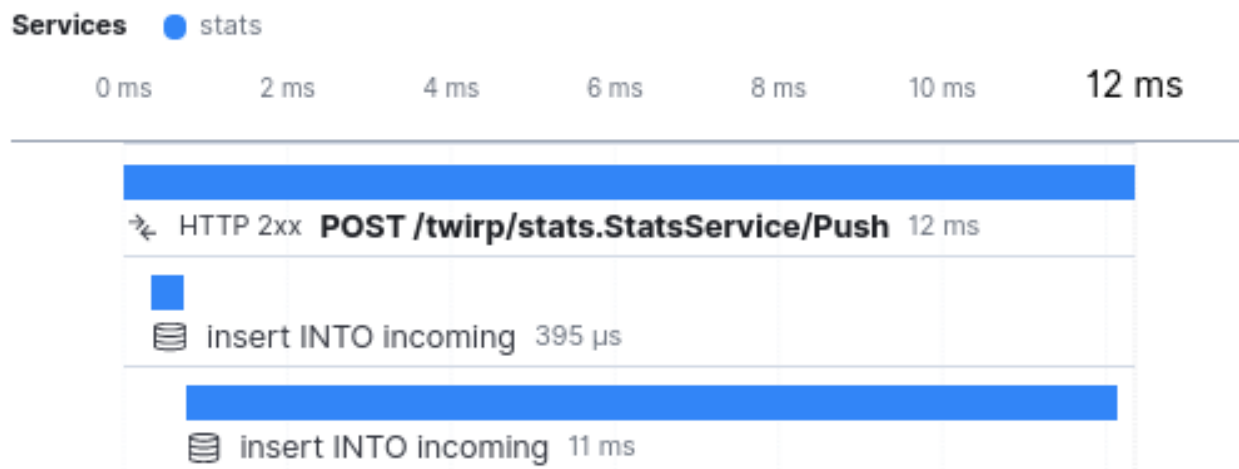 Services stats
0 ms 2 ms 4 ms 6 ms 8 ms 10 ms 12 ms
HTTP 2xx POST /twirp/stats.StatsService/Push 12 ms
insert INTO incoming 395 μs
insert INTO incoming 11 ms